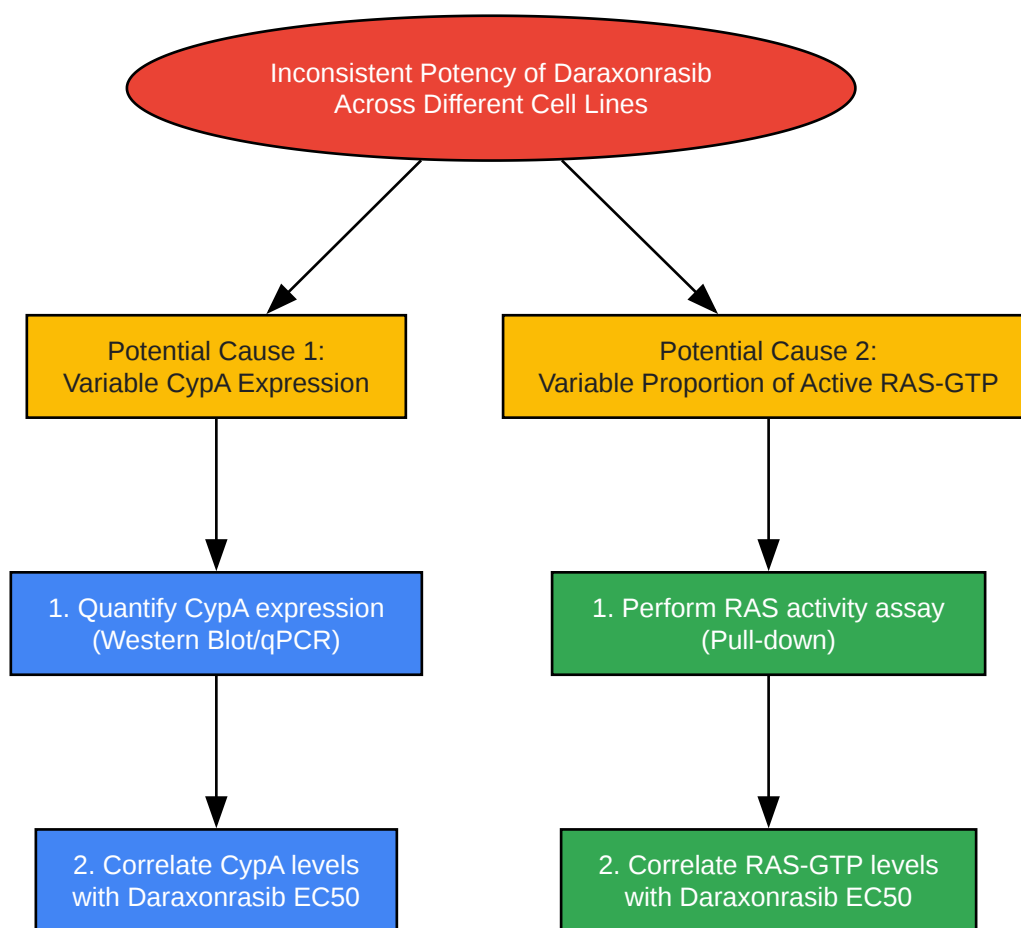 Inconsistent Potency of Daraxonrasib
Across Different Cell Lines
Potential Cause 1:
Variable CypA Expression
Potential Cause 2:
Variable Proportion of Active RAS-GTP
1. Quantify CypA expression
(Western Blot/qPCR)
1. Perform RAS activity assay
(Pull-down)
2. Correlate CypA levels
with Daraxonrasib EC50
2. Correlate RAS-GTP levels
with Daraxonrasib EC50